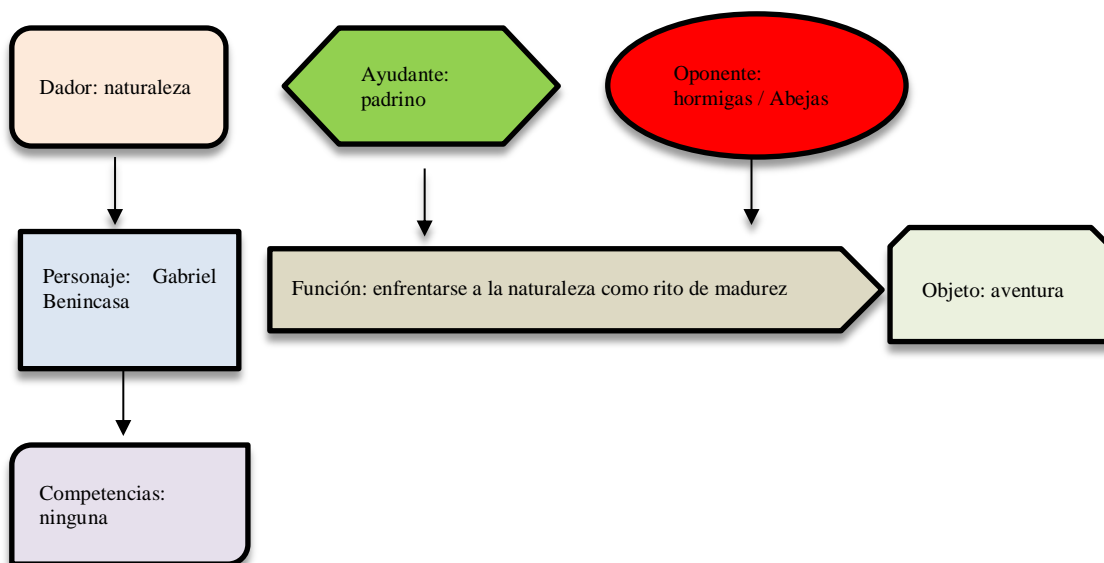 Dador: naturaleza
Ayudante:
padrino
Oponente:
hormigas / Abejas
Personaje: Gabriel
Benincasa
Función: enfrentarse a la naturaleza como rito de madurez
Objeto: aventura
Competencias:
ninguna